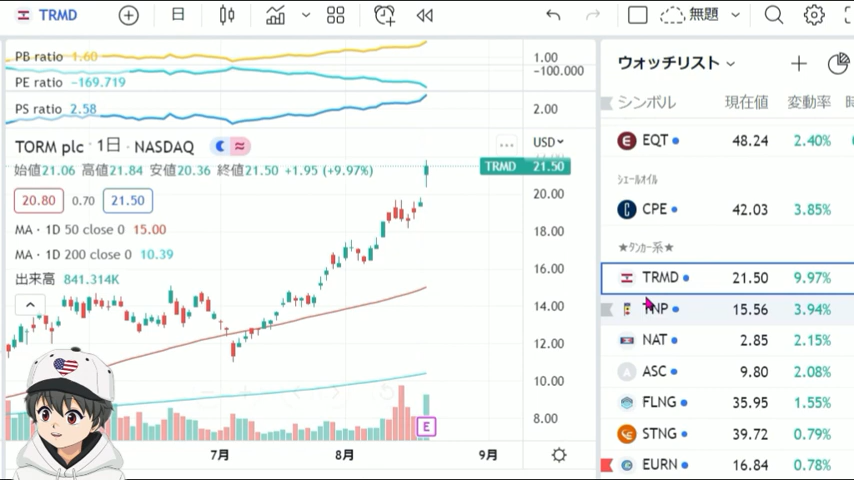 TRMD
日
無題
PB ratio 1.60
1.00
PE ratio −169.719
−100.000
PS ratio 2.58
2.00
TORM plc · 1日 · NASDAQ
USD
始値21.06 高値21.84 安値20.36 終値21.50 +1.95 (+9.97%)
TRMD 21.50
20.80 0.70 21.50
20.00
MA · 1D 50 close 0 15.00
18.00
MA · 1D 200 close 0 10.39
16.00
出来高 841.314K
14.00
12.00
10.00
8.00
E
7月 8月 9月
ウォッチリスト
シンボル 現在値 変動率
EQT 48.24 2.40%
ｼｪｰﾙｵｲﾙ
CPE 42.03 3.85%
★ﾀﾝｶｰ系★
TRMD 21.50 9.97%
TNP 15.56 3.94%
NAT 2.85 2.15%
A ASC 9.80 2.08%
FLNG 35.95 1.55%
STNG 39.72 0.79%
EURN 16.84 0.78%